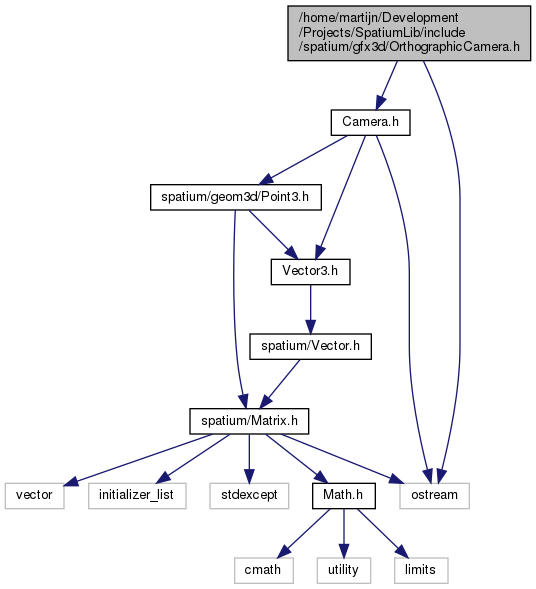 /home/martijn/Development
/Projects/SpatiumLib/include
/spatium/gfx3d/OrthographicCamera.h
Camera.h
spatium/geom3d/Point3.h
Vector3.h
spatium/Vector.h
spatium/Matrix.h
vector
initializer_list
stdexcept
Math.h
ostream
cmath
utility
limits